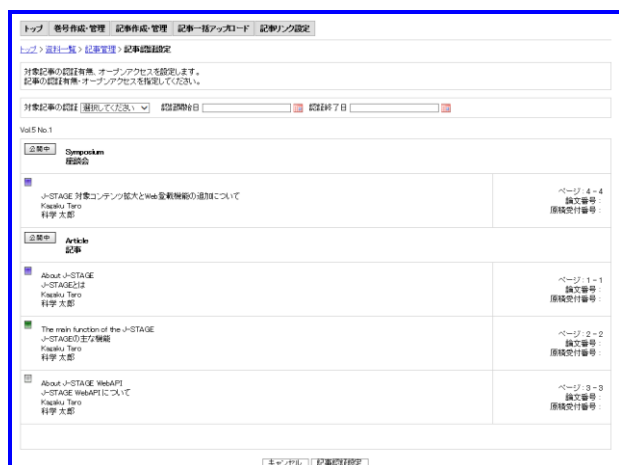 トップ 巻号作成・管理 記事作成・管理 記事一括アップロード 記事リンク設定
トップ > 資料一覧 > 記事管理 > 記事認証設定
対象記事の認証有無、オープンアクセスを設定します。
記事の認証有無・オープンアクセスを指定してください。
対象記事の認証 選択してください 認証開始日 認証終了日
Vol.5 No.1
公開中 Symposium
座談会
J-STAGE 対象コンテンツ拡大とWeb登載機能の追加について
Kagaku Taro
科学 太郎
ページ : 4 - 4
論文番号 :
原稿受付番号 :
公開中 Article
記事
About J-STAGE
J-STAGEとは
Kagaku Taro
科学 太郎
ページ : 1 - 1
論文番号 :
原稿受付番号 :
The main function of the J-STAGE
J-STAGEの主な機能
Kagaku Taro
科学 太郎
ページ : 2 - 2
論文番号 :
原稿受付番号 :
About J-STAGE WebAPI
J-STAGE WebAPIについて
Kagaku Taro
科学 太郎
ページ : 3 - 3
論文番号 :
原稿受付番号 :
キャンセル 記事認証設定